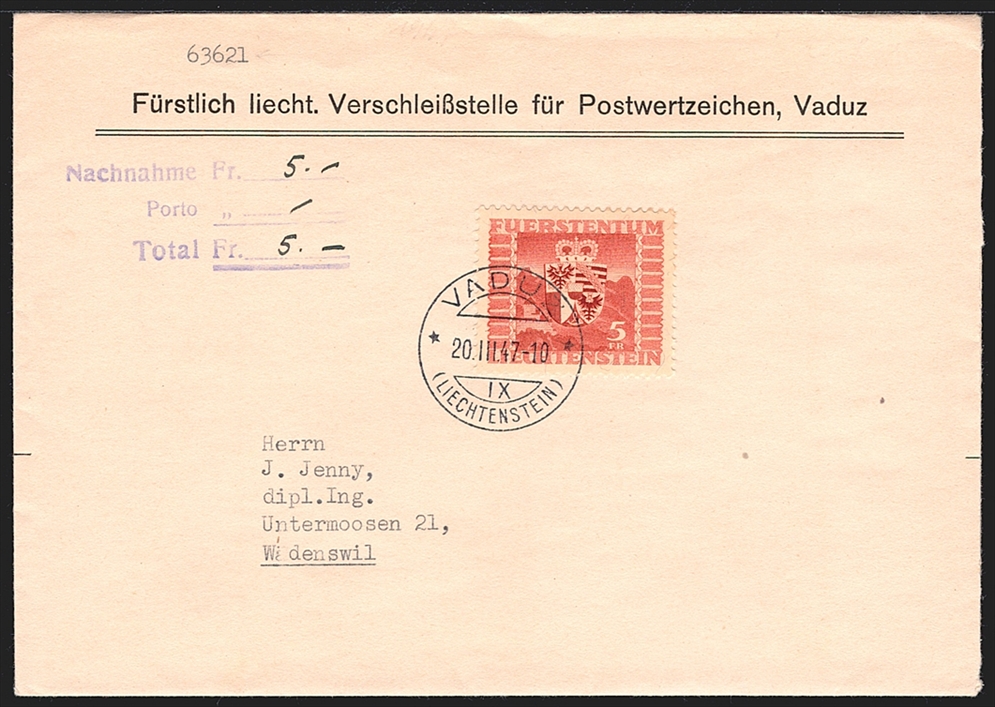 63621
Fürstlich liecht. Verschleißstelle für Postwertzeichen, Vaduz
Nachnahme Fr. 5.-
Porto „ -
Total Fr. 5. -
FUERSTENTUM
5
FR
LIECHTENSTEIN
VADUZ
20.III.47-10
IX
(LIECHTENSTEIN)
Herrn
J. Jenny,
dipl.Ing.
Untermoosen 21,
Wädenswil